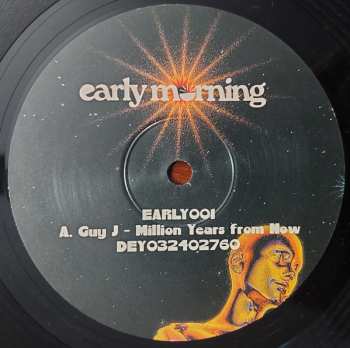 early morning
EARLY001
A. Guy J - Million Years from Now
DEY032402760